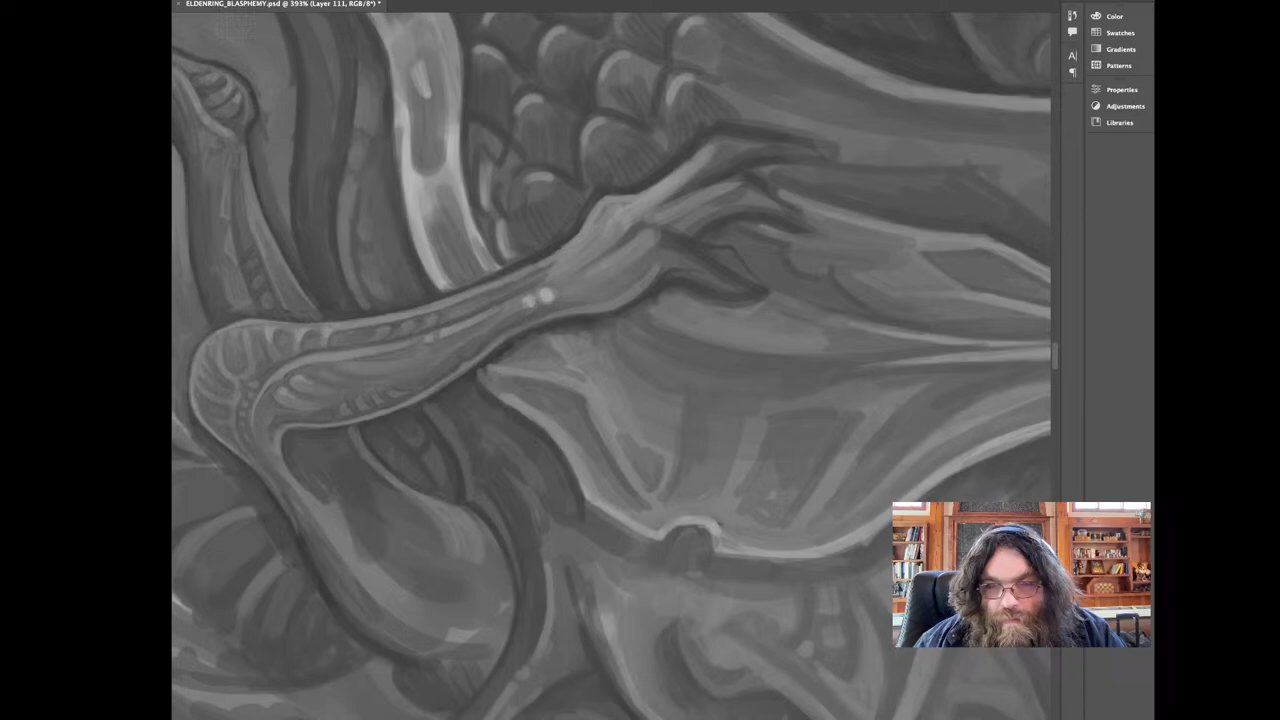 × ELDENRING_BLASPHEMY.psd @ 393% (Layer 111, RGB/8*) *
Color
Swatches
Gradients
Patterns
Properties
Adjustments
Libraries